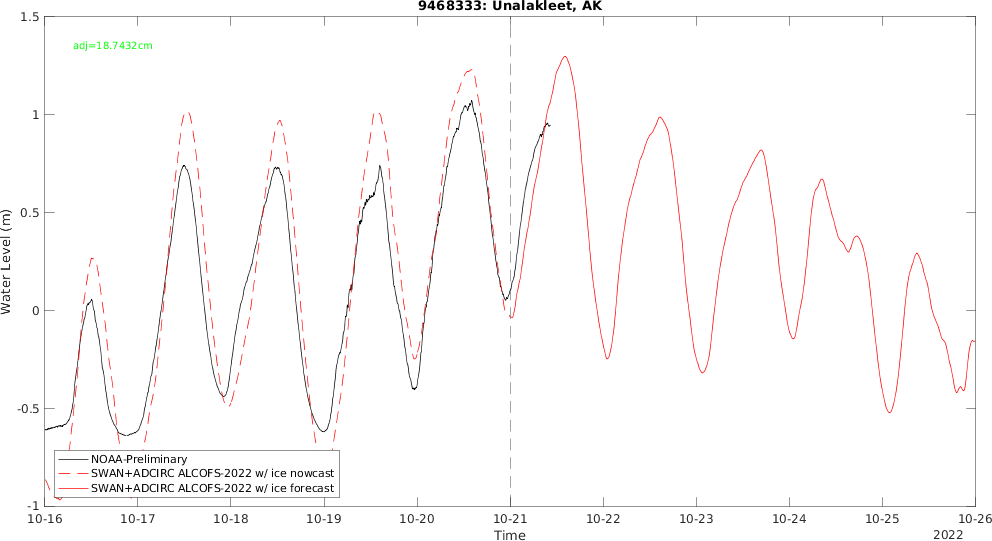 9468333: Unalakleet, AK
adj=18.7432cm
Water Level (m)
1.5
1
0.5
0
-0.5
-1
NOAA-Preliminary
SWAN+ADCIRC ALCOFS-2022 w/ ice nowcast
SWAN+ADCIRC ALCOFS-2022 w/ ice forecast
10-16 10-17 10-18 10-19 10-20 10-21 10-22 10-23 10-24 10-25 10-26
Time
2022